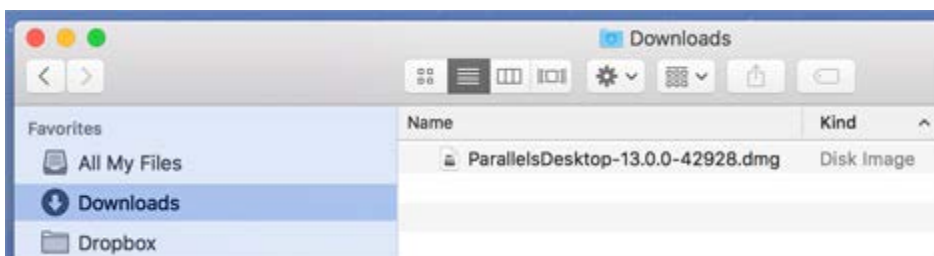 Downloads
Favorites
All My Files
Downloads
Dropbox
Name Kind
ParallelsDesktop-13.0.0-42928.dmg Disk Image